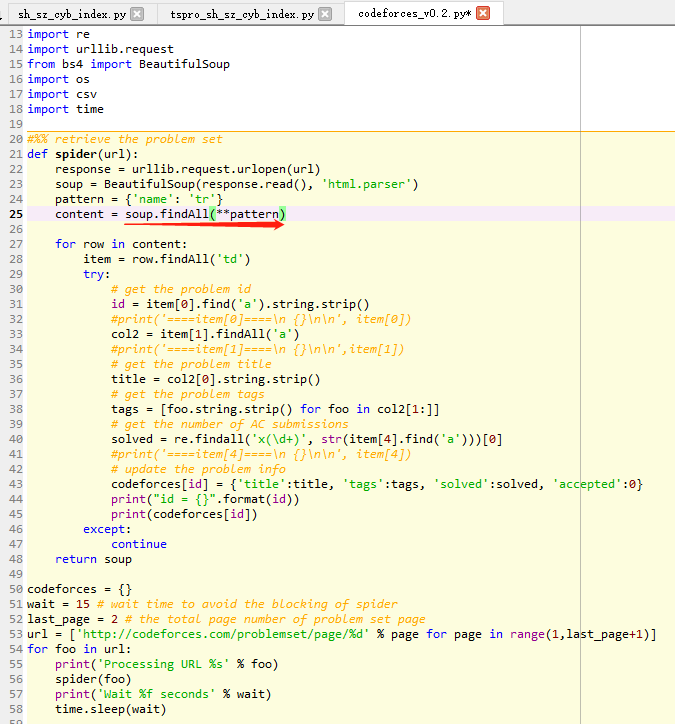 sh_sz_cyb_index.py
tspro_sh_sz_cyb_index.py
codeforces_v0.2.py*
13 import re
14 import urllib.request
15 from bs4 import BeautifulSoup
16 import os
17 import csv
18 import time
19
20 #%% retrieve the problem set
21 def spider(url):
22     response = urllib.request.urlopen(url)
23     soup = BeautifulSoup(response.read(), 'html.parser')
24     pattern = {'name': 'tr'}
25     content = soup.findAll(**pattern)
26
27     for row in content:
28         item = row.findAll('td')
29         try:
30             # get the problem id
31             id = item[0].find('a').string.strip()
32             #print('====item[0]====\n {}\n\n', item[0])
33             col2 = item[1].findAll('a')
34             #print('====item[1]====\n {}\n\n',item[1])
35             # get the problem title
36             title = col2[0].string.strip()
37             # get the problem tags
38             tags = [foo.string.strip() for foo in col2[1:]]
39             # get the number of AC submissions
40             solved = re.findall('x(\d+)', str(item[4].find('a')))[0]
41             #print('====item[4]====\n {}\n\n', item[4])
42             # update the problem info
43             codeforces[id] = {'title':title, 'tags':tags, 'solved':solved, 'accepted':0}
44             print("id = {}".format(id))
45             print(codeforces[id])
46         except:
47             continue
48     return soup
49
50 codeforces = {}
51 wait = 15 # wait time to avoid the blocking of spider
52 last_page = 2 # the total page number of problem set page
53 url = ['http://codeforces.com/problemset/page/%d' % page for page in range(1,last_page+1)]
54 for foo in url:
55     print('Processing URL %s' % foo)
56     spider(foo)
57     print('Wait %f seconds' % wait)
58     time.sleep(wait)
59